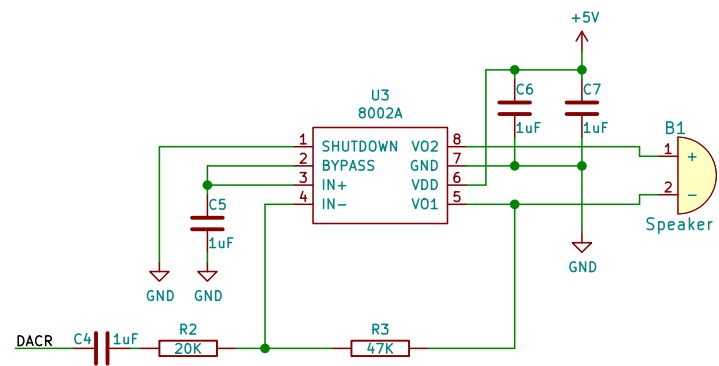 +5V
C6
C7
1uF
1uF
U3
8002A
1 SHUTDOWN VO2 8
2 BYPASS GND 7
3 IN+ VDD 6
4 IN- VO1 5
B1
1 +
2 -
Speaker
C5
1uF
GND
GND
GND
DACR
C4
1uF
R2
20K
R3
47K